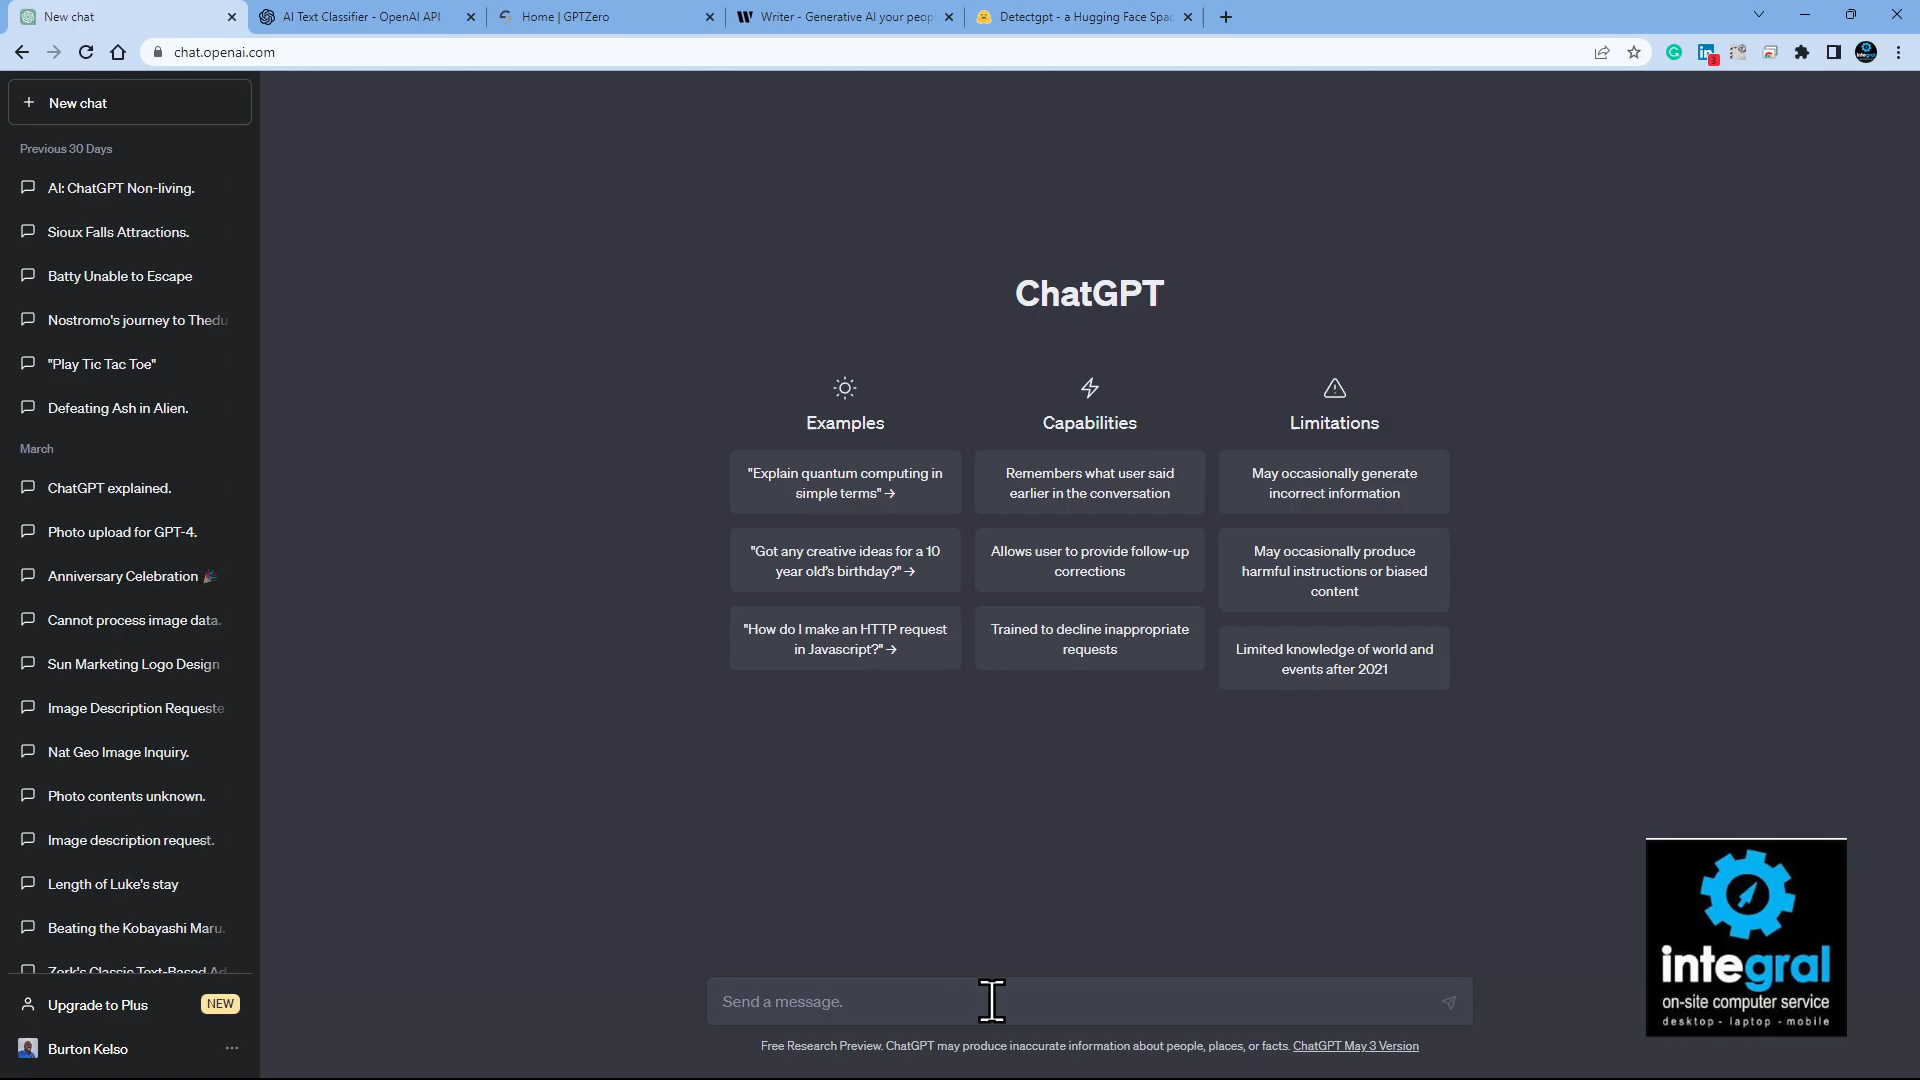 New chat
AI Text Classifier - OpenAI API
Home | GPTZero
Writer - Generative AI your peop
Detectgpt - a Hugging Face Spac
chat.openai.com
3
New chat
Previous 30 Days
AI: ChatGPT Non-living.
Sioux Falls Attractions.
Batty Unable to Escape
Nostromo's journey to Thedu
"Play Tic Tac Toe"
Defeating Ash in Alien.
March
ChatGPT explained.
Photo upload for GPT-4.
Anniversary Celebration 🎉
Cannot process image data.
Sun Marketing Logo Design
Image Description Requeste
Nat Geo Image Inquiry.
Photo contents unknown.
Image description request.
Length of Luke's stay
Beating the Kobayashi Maru.
Zork's Classic Text-Based Ad
Upgrade to Plus
NEW
Burton Kelso
ChatGPT
Examples
"Explain quantum computing in
simple terms" →
"Got any creative ideas for a 10
year old's birthday?" →
"How do I make an HTTP request
in Javascript?" →
Capabilities
Remembers what user said
earlier in the conversation
Allows user to provide follow-up
corrections
Trained to decline inappropriate
requests
Limitations
May occasionally generate
incorrect information
May occasionally produce
harmful instructions or biased
content
Limited knowledge of world and
events after 2021
Send a message.
Free Research Preview. ChatGPT may produce inaccurate information about people, places, or facts. ChatGPT May 3 Version
integral
on-site computer service
desktop - laptop - mobile